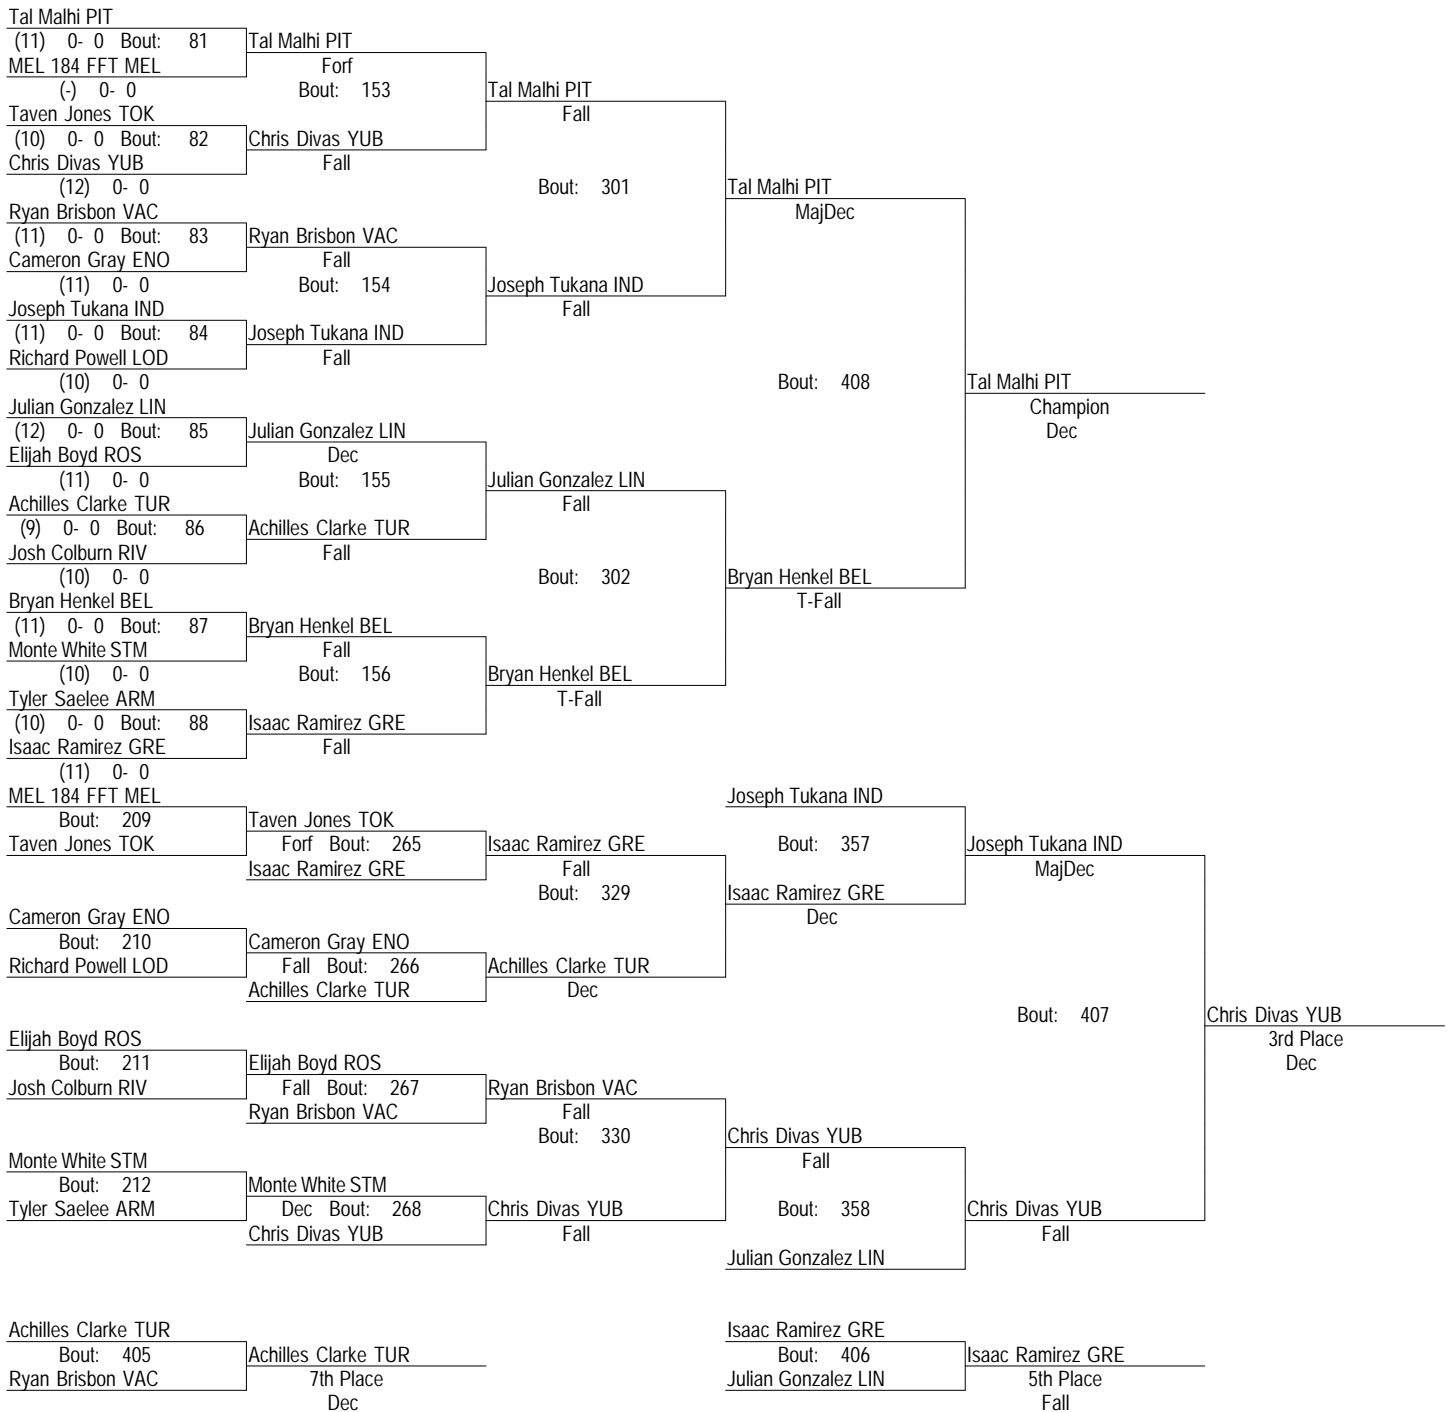 Tal Malhi PIT
(11) 0- 0 Bout: 81 Tal Malhi PIT
MEL 184 FFT MEL Forf
(-) 0- 0 Bout: 153 Tal Malhi PIT
Taven Jones TOK Fall
(10) 0- 0 Bout: 82 Chris Divas YUB
Chris Divas YUB Fall
(12) 0- 0 Bout: 301 Tal Malhi PIT
Ryan Brisbon VAC MajDec
(11) 0- 0 Bout: 83 Ryan Brisbon VAC
Cameron Gray ENO Fall
(11) 0- 0 Bout: 154 Joseph Tukana IND
Joseph Tukana IND Fall
(11) 0- 0 Bout: 84 Joseph Tukana IND
Richard Powell LOD Fall
(10) 0- 0 Bout: 408 Tal Malhi PIT
Julian Gonzalez LIN Champion
(12) 0- 0 Bout: 85 Julian Gonzalez LIN Dec
Elijah Boyd ROS Dec
(11) 0- 0 Bout: 155 Julian Gonzalez LIN
Achilles Clarke TUR Fall
(9) 0- 0 Bout: 86 Achilles Clarke TUR
Josh Colburn RIV Fall
(10) 0- 0 Bout: 302 Bryan Henkel BEL
Bryan Henkel BEL T-Fall
(11) 0- 0 Bout: 87 Bryan Henkel BEL
Monte White STM Fall
(10) 0- 0 Bout: 156 Bryan Henkel BEL
Tyler Saelee ARM T-Fall
(10) 0- 0 Bout: 88 Isaac Ramirez GRE
Isaac Ramirez GRE Fall
(11) 0- 0
MEL 184 FFT MEL Joseph Tukana IND
Bout: 209 Taven Jones TOK
Taven Jones TOK Forf Bout: 265 Isaac Ramirez GRE Bout: 357 Joseph Tukana IND
Isaac Ramirez GRE Fall MajDec
Bout: 329 Isaac Ramirez GRE
Cameron Gray ENO Dec
Bout: 210 Cameron Gray ENO
Richard Powell LOD Fall Bout: 266 Achilles Clarke TUR
Achilles Clarke TUR Dec
Bout: 407 Chris Divas YUB
Elijah Boyd ROS 3rd Place
Bout: 211 Elijah Boyd ROS Dec
Josh Colburn RIV Fall Bout: 267 Ryan Brisbon VAC
Ryan Brisbon VAC Fall
Bout: 330 Chris Divas YUB
Monte White STM Fall
Bout: 212 Monte White STM
Tyler Saelee ARM Dec Bout: 268 Chris Divas YUB Bout: 358 Chris Divas YUB
Chris Divas YUB Fall Fall
Julian Gonzalez LIN
Achilles Clarke TUR Isaac Ramirez GRE
Bout: 405 Achilles Clarke TUR Bout: 406 Isaac Ramirez GRE
Ryan Brisbon VAC 7th Place Julian Gonzalez LIN 5th Place
Dec Fall